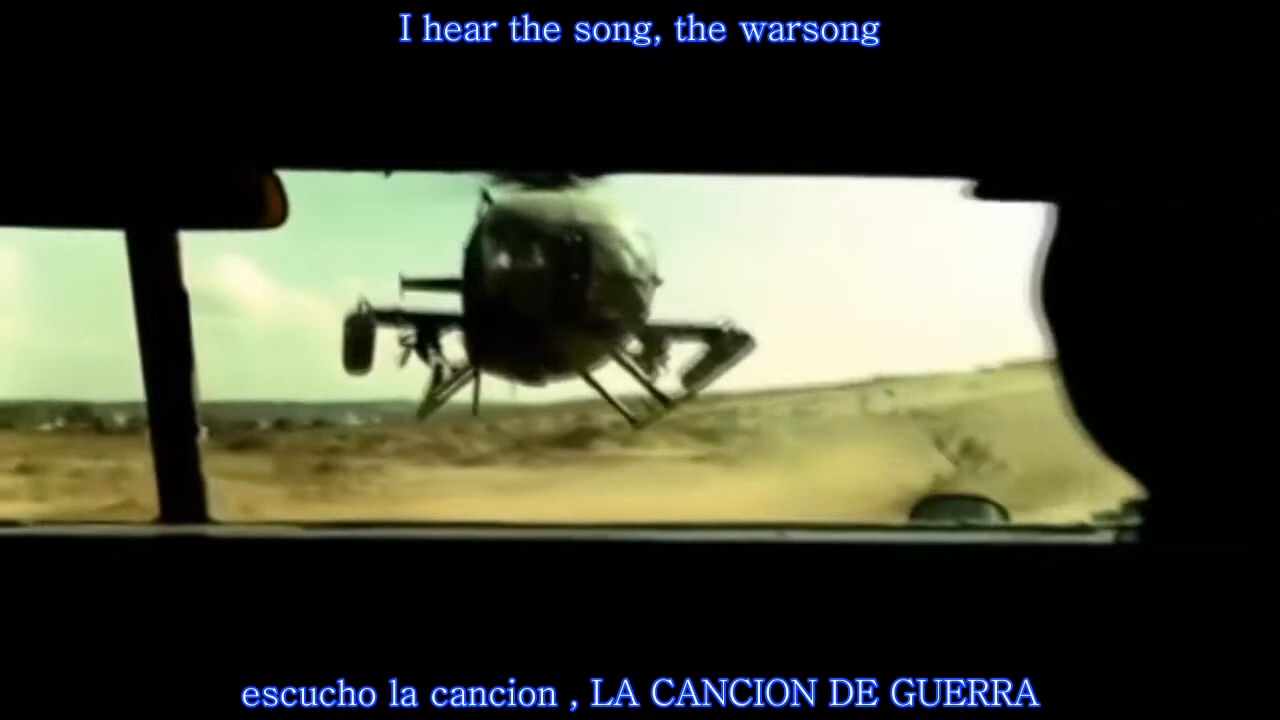 I hear the song, the warsong
escucho la cancion , LA CANCION DE GUERRA